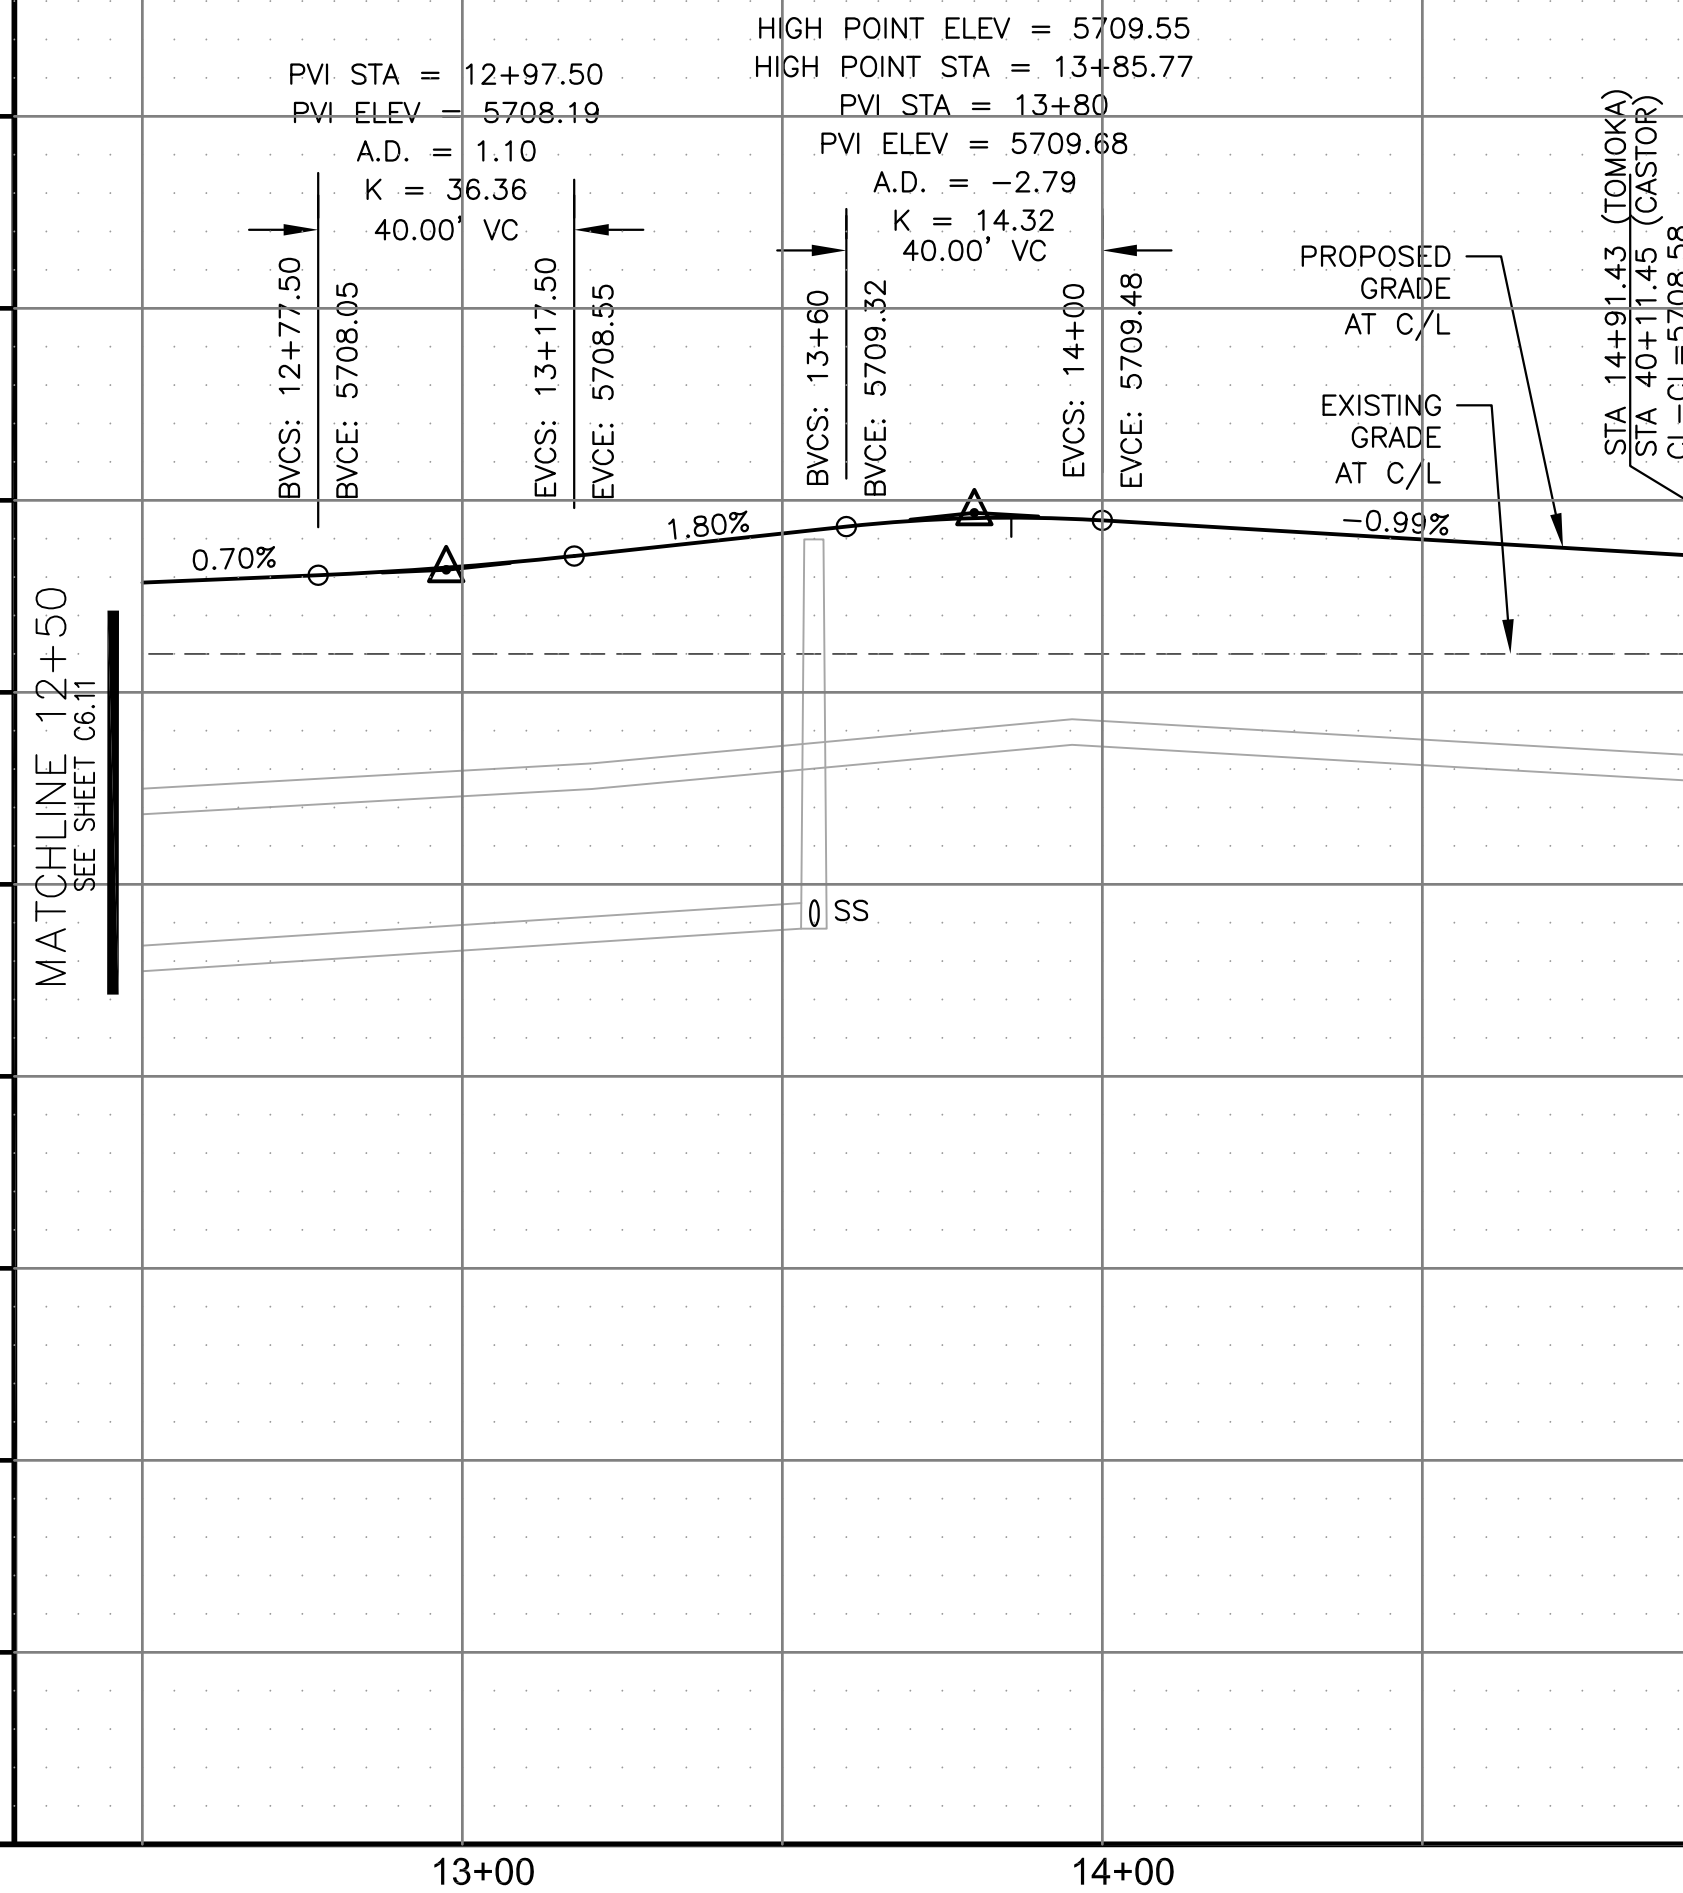 HIGH POINT ELEV = 5709.55
HIGH POINT STA = 13+85.77
PVI STA = 13+80
PVI ELEV = 5709.68
A.D. = -2.79
K = 14.32
40.00' VC
PVI STA = 12+97.50
PVI ELEV = 5708.19
A.D. = 1.10
K = 36.36
40.00' VC
BVCS: 12+77.50
BVCE: 5708.05
EVCS: 13+17.50
EVCE: 5708.55
BVCS: 13+60
BVCE: 5709.32
EVCS: 14+00
EVCE: 5709.48
PROPOSED
GRADE
AT C/L
EXISTING
GRADE
AT C/L
STA 14+91.43 (TOMOKA)
STA 40+11.45 (CASTOR)
CL-CL=5708.58
0.70%
1.80%
-0.99%
MATCHLINE 12+50
SEE SHEET C6.11
SS
13+00
14+00